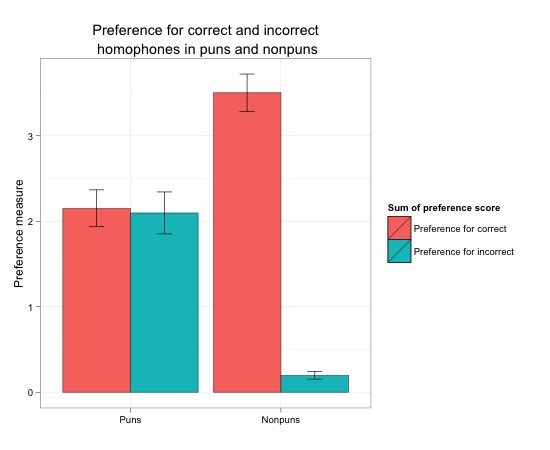 Preference for correct and incorrect
homophones in puns and nonpuns
Preference measure
3
2
1
0
Puns
Nonpuns
Sum of preference score
Preference for correct
Preference for incorrect